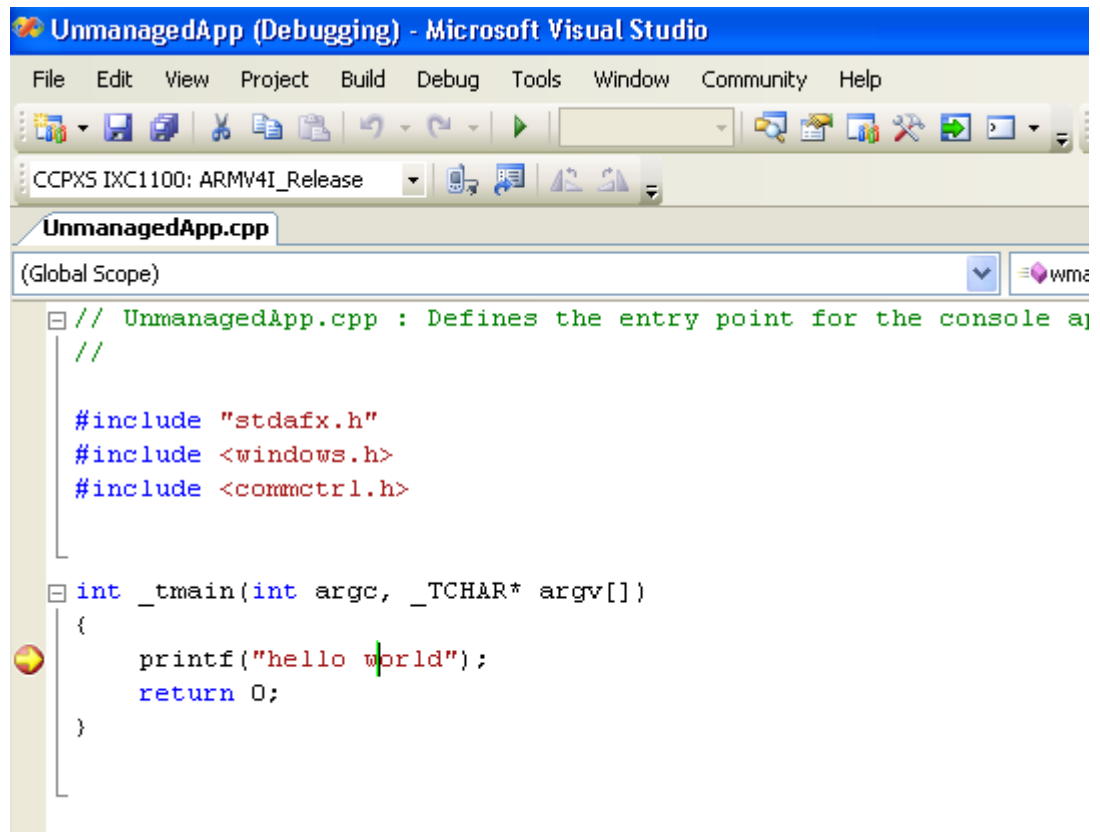 UnmanagedApp (Debugging) - Microsoft Visual Studio
File Edit View Project Build Debug Tools Window Community Help
CCPXS IXC1100: ARMV4I_Release
UnmanagedApp.cpp
(Global Scope) wma
// UnmanagedApp.cpp : Defines the entry point for the console ap
//
#include "stdafx.h"
#include <windows.h>
#include <commctrl.h>
int _tmain(int argc, _TCHAR* argv[])
{
printf("hello world");
return 0;
}